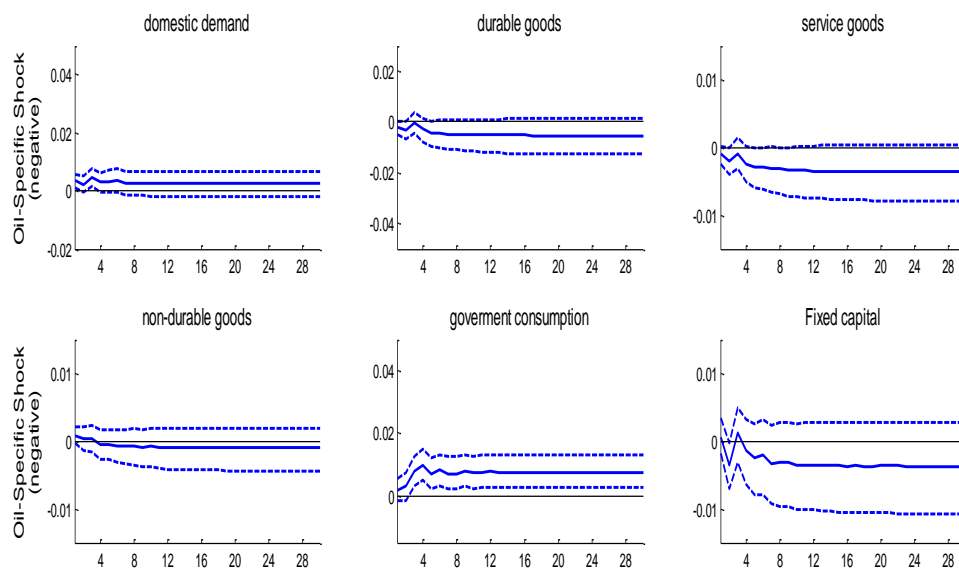 domestic demand
durable goods
service goods
Oil-Specific Shock
(negative)
0.04
0.02
0
-0.02
4 8 12 16 20 24 28
0.02
0
-0.02
-0.04
4 8 12 16 20 24 28
0.01
0
-0.01
4 8 12 16 20 24 28
non-durable goods
goverment consumption
Fixed capital
Oil-Specific Shock
(negative)
0.01
0
-0.01
4 8 12 16 20 24 28
0.04
0.02
0
4 8 12 16 20 24 28
0.01
0
-0.01
4 8 12 16 20 24 28